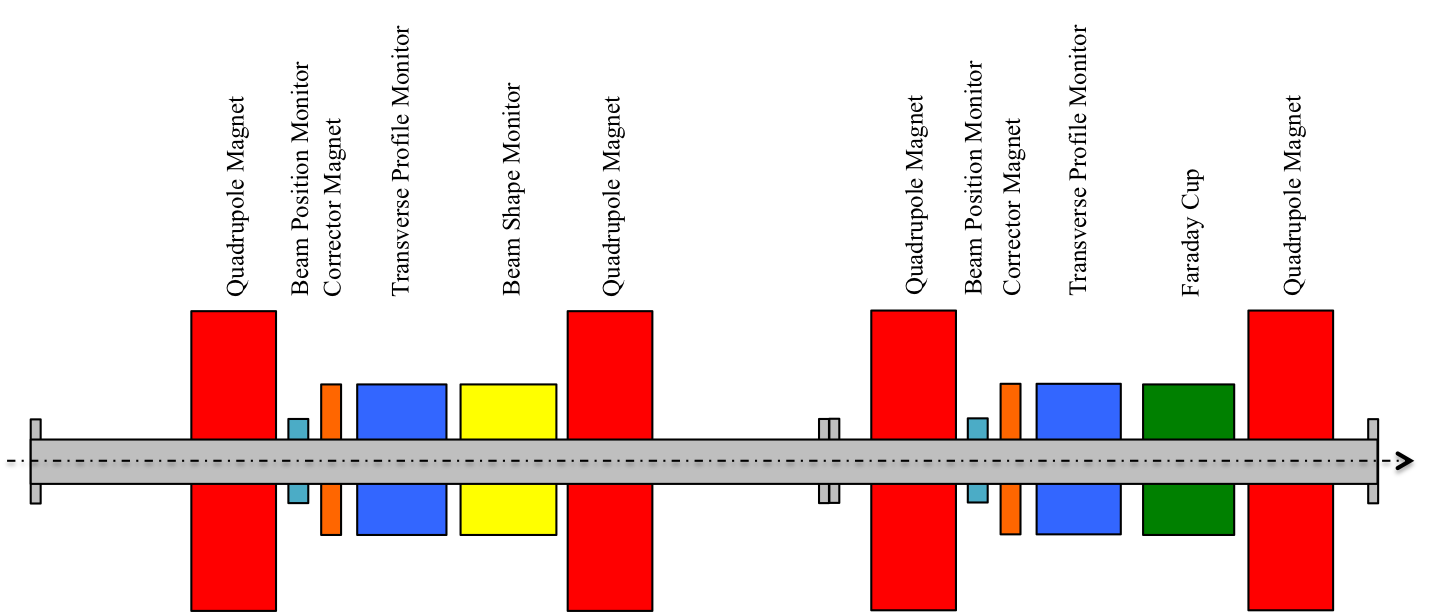 Quadrupole Magnet
Beam Position Monitor
Corrector Magnet
Transverse Profile Monitor
Beam Shape Monitor
Quadrupole Magnet
Quadrupole Magnet
Beam Position Monitor
Corrector Magnet
Transverse Profile Monitor
Faraday Cup
Quadrupole Magnet